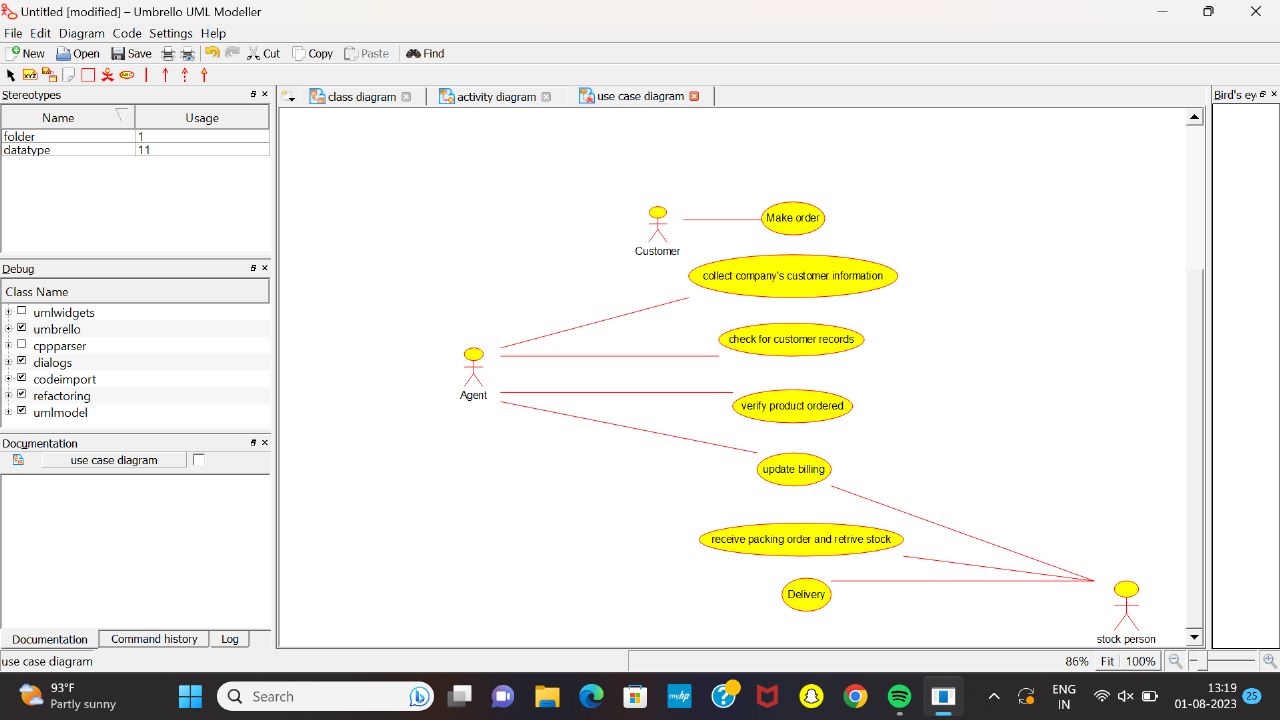 Untitled [modified] – Umbrello UML Modeller
File Edit Diagram Code Settings Help
New Open Save Cut Copy Paste Find
XYZ
Stereotypes
class diagram activity diagram use case diagram
Bird's ey
Name Usage
folder 1
datatype 11
Debug
Class Name
umlwidgets
umbrello
cppparser
dialogs
codeimport
refactoring
umlmodel
Documentation
use case diagram
Documentation Command history Log
Make order
Customer
collect company's customer information
check for customer records
Agent
verify product ordered
update billing
receive packing order and retrive stock
Delivery
stock person
use case diagram
86% Fit 100%
93°F
Partly sunny
Search
myhp
ENG
IN
13:19
01-08-2023
25